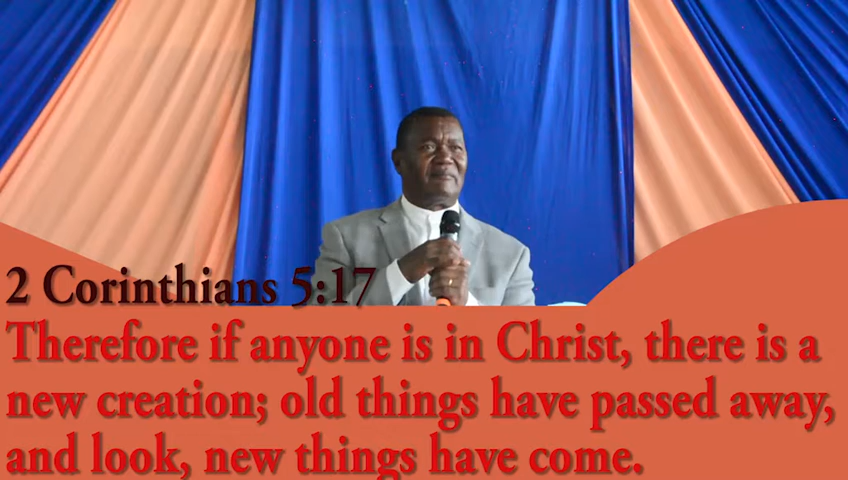 2 Corinthians 5:17
Therefore if anyone is in Christ, there is a
new creation; old things have passed away,
and look, new things have come.